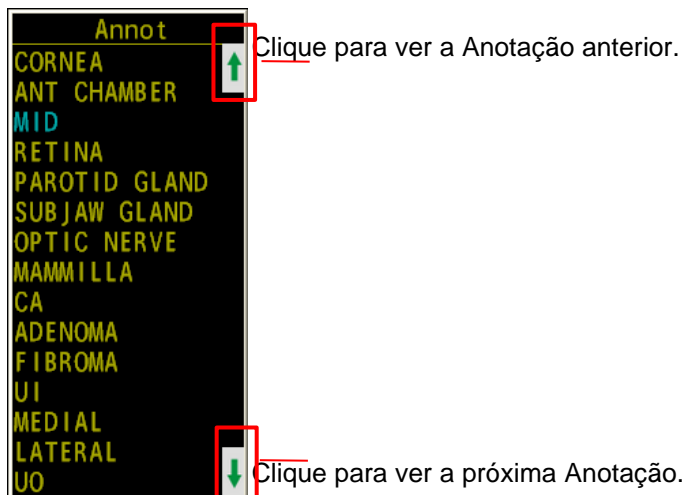 Annot
Clique para ver a Anotação anterior.
CORNEA
ANT CHAMBER
MID
RETINA
PAROTID GLAND
SUBJAW GLAND
OPTIC NERVE
MAMMILLA
CA
ADENOMA
FIBROMA
UI
MEDIAL
LATERAL
UO
Clique para ver a próxima Anotação.